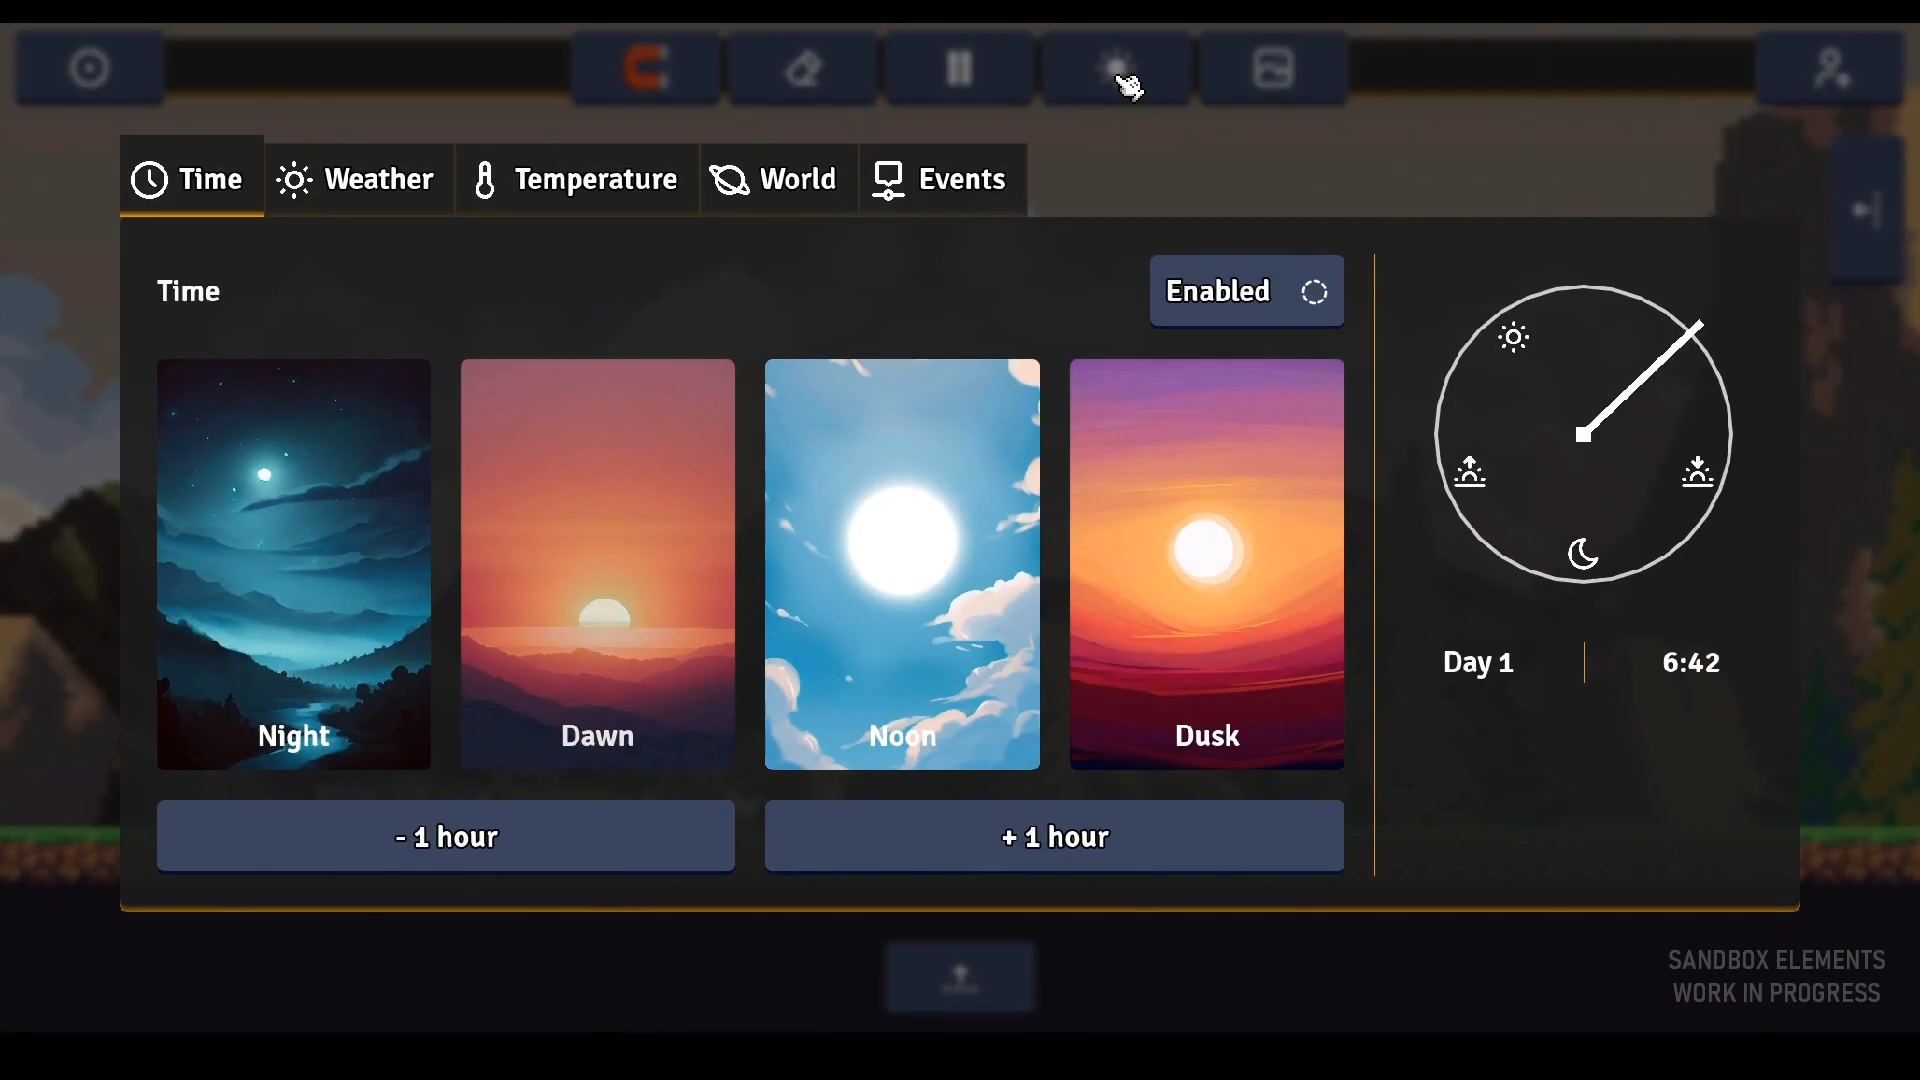 Time
Weather
Temperature
World
Events
Time
Enabled
Night
Dawn
Noon
Dusk
- 1 hour
+ 1 hour
Day 1
6:42
SANDBOX ELEMENTS
WORK IN PROGRESS